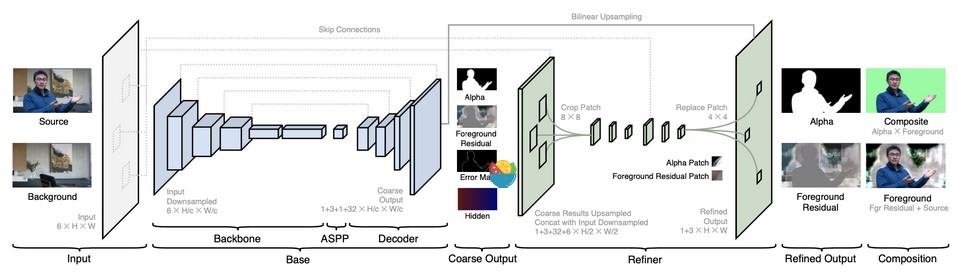 Bilinear Upsampling
Skip Connections
Source
Background
Input
6 × H × W
Input
Downsampled
6 × H/c × W/c
Coarse
Output
1+3+1+32 × H/c × W/c
Alpha
Foreground
Residual
Error
Hidden
Crop Patch
8 × 8
Replace Patch
4 × 4
Alpha Patch
Foreground Residual Patch
Coarse Results Upsampled
Concat with Input Downsampled
1+3+32+6 × H/2 × W/2
Refined
Output
1+3 × H × W
Alpha
Foreground
Residual
Composite
Alpha × Foreground
Foreground
Fgr Residual + Source
Backbone
ASPP
Decoder
Input
Base
Coarse Output
Refiner
Refined Output
Composition